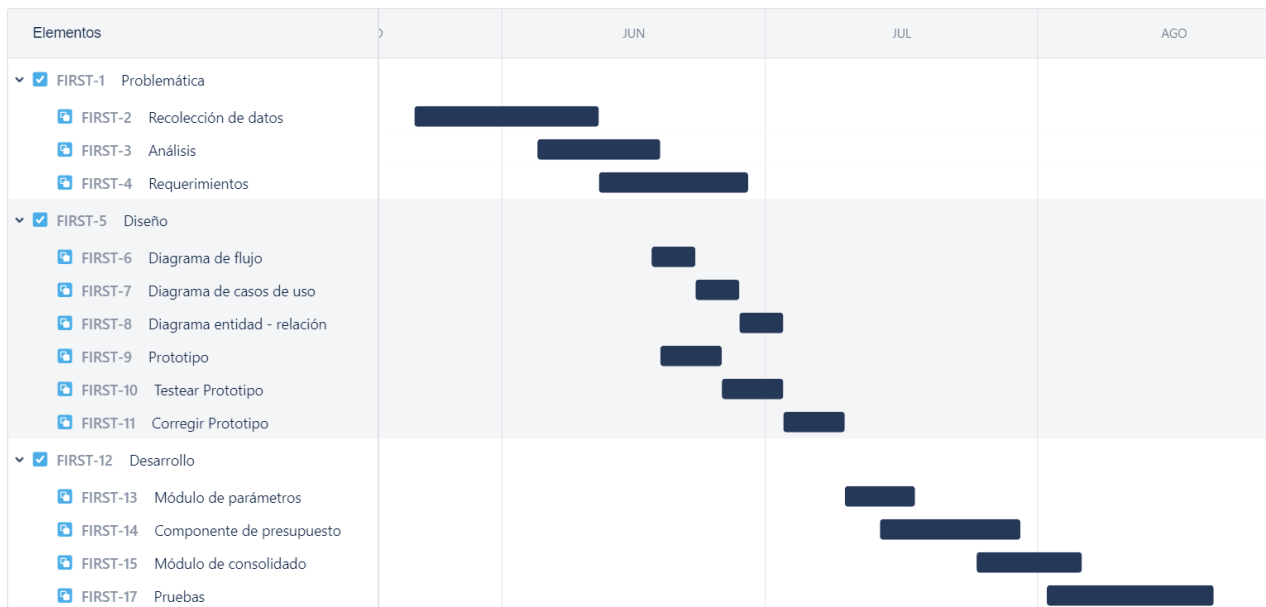 Elementos
JUN
JUL
AGO
FIRST-1 Problemática
FIRST-2 Recolección de datos
FIRST-3 Análisis
FIRST-4 Requerimientos
FIRST-5 Diseño
FIRST-6 Diagrama de flujo
FIRST-7 Diagrama de casos de uso
FIRST-8 Diagrama entidad - relación
FIRST-9 Prototipo
FIRST-10 Testear Prototipo
FIRST-11 Corregir Prototipo
FIRST-12 Desarrollo
FIRST-13 Módulo de parámetros
FIRST-14 Componente de presupuesto
FIRST-15 Módulo de consolidado
FIRST-17 Pruebas